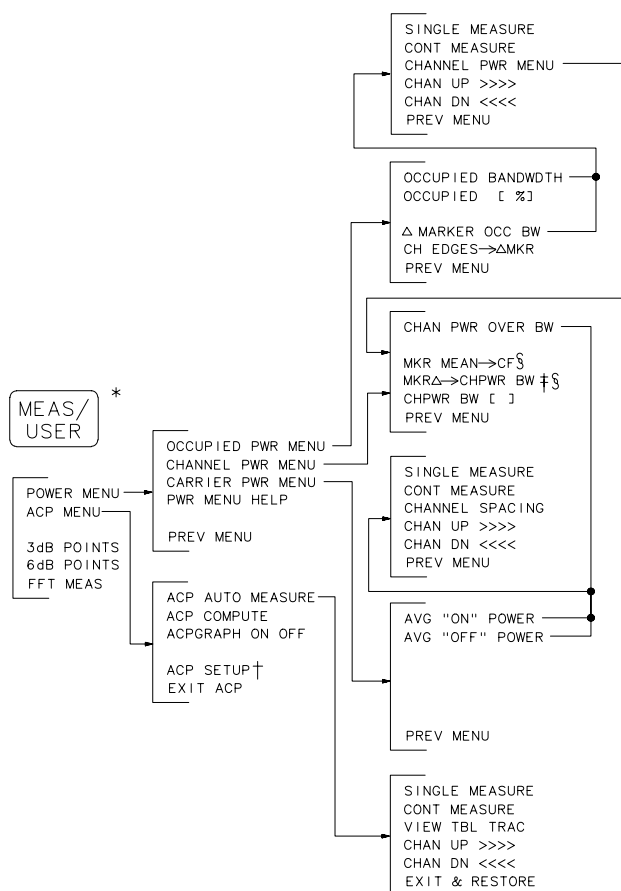 SINGLE MEASURE
CONT MEASURE
CHANNEL PWR MENU
CHAN UP >>>>
CHAN DN <<<<
PREV MENU
OCCUPIED BANDWDTH
OCCUPIED [ %]
△ MARKER OCC BW
CH EDGES→△MKR
PREV MENU
CHAN PWR OVER BW
MKR MEAN→CF§
MKR△→CHPWR BW ‡§
CHPWR BW [ ]
PREV MENU
MEAS/
USER
*
OCCUPIED PWR MENU
CHANNEL PWR MENU
CARRIER PWR MENU
PWR MENU HELP
PREV MENU
SINGLE MEASURE
CONT MEASURE
CHANNEL SPACING
CHAN UP >>>>
CHAN DN <<<<
PREV MENU
POWER MENU
ACP MENU
3dB POINTS
6dB POINTS
FFT MEAS
ACP AUTO MEASURE
ACP COMPUTE
ACPGRAPH ON OFF
ACP SETUP†
EXIT ACP
AVG "ON" POWER
AVG "OFF" POWER
PREV MENU
SINGLE MEASURE
CONT MEASURE
VIEW TBL TRAC
CHAN UP >>>>
CHAN DN <<<<
EXIT & RESTORE